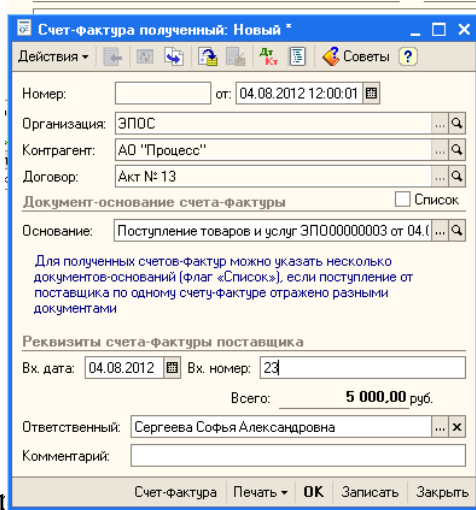 Счет-фактура полученный: Новый *
Действия Дт Кт Советы ?
Номер: от: 04.08.2012 12:00:01
Организация: ЭПОС ...
Контрагент: АО "Процесс" ...
Договор: Акт № 13 ...
Документ-основание счета-фактуры Список
Основание: Поступление товаров и услуг ЭПО00000003 от 04.( ...
Для полученных счетов-фактур можно указать несколько
документов-оснований (флаг «Список»), если поступление от
поставщика по одному счету-фактуре отражено разными
документами
Реквизиты счета-фактуры поставщика
Вх. дата: 04.08.2012 Вх. номер: 23
Всего: 5 000,00 руб.
Ответственный: Сергеева Софья Александровна ... x
Комментарий:
Счет-фактура Печать OK Записать Закрыть